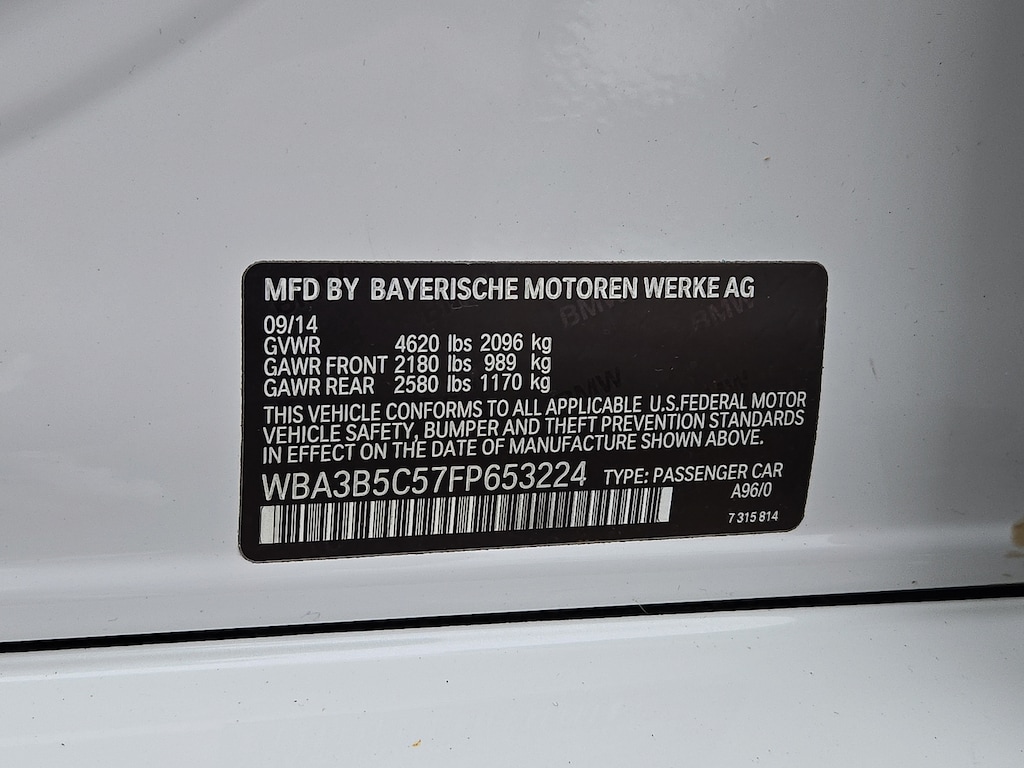 MFD BY BAYERISCHE MOTOREN WERKE AG
09/14
GVWR 4620 lbs 2096 kg
GAWR FRONT 2180 lbs 989 kg
GAWR REAR 2580 lbs 1170 kg
THIS VEHICLE CONFORMS TO ALL APPLICABLE U.S.FEDERAL MOTOR
VEHICLE SAFETY, BUMPER AND THEFT PREVENTION STANDARDS
IN EFFECT ON THE DATE OF MANUFACTURE SHOWN ABOVE.
WBA3B5C57FP653224 TYPE: PASSENGER CAR
A96/0
7 315 814